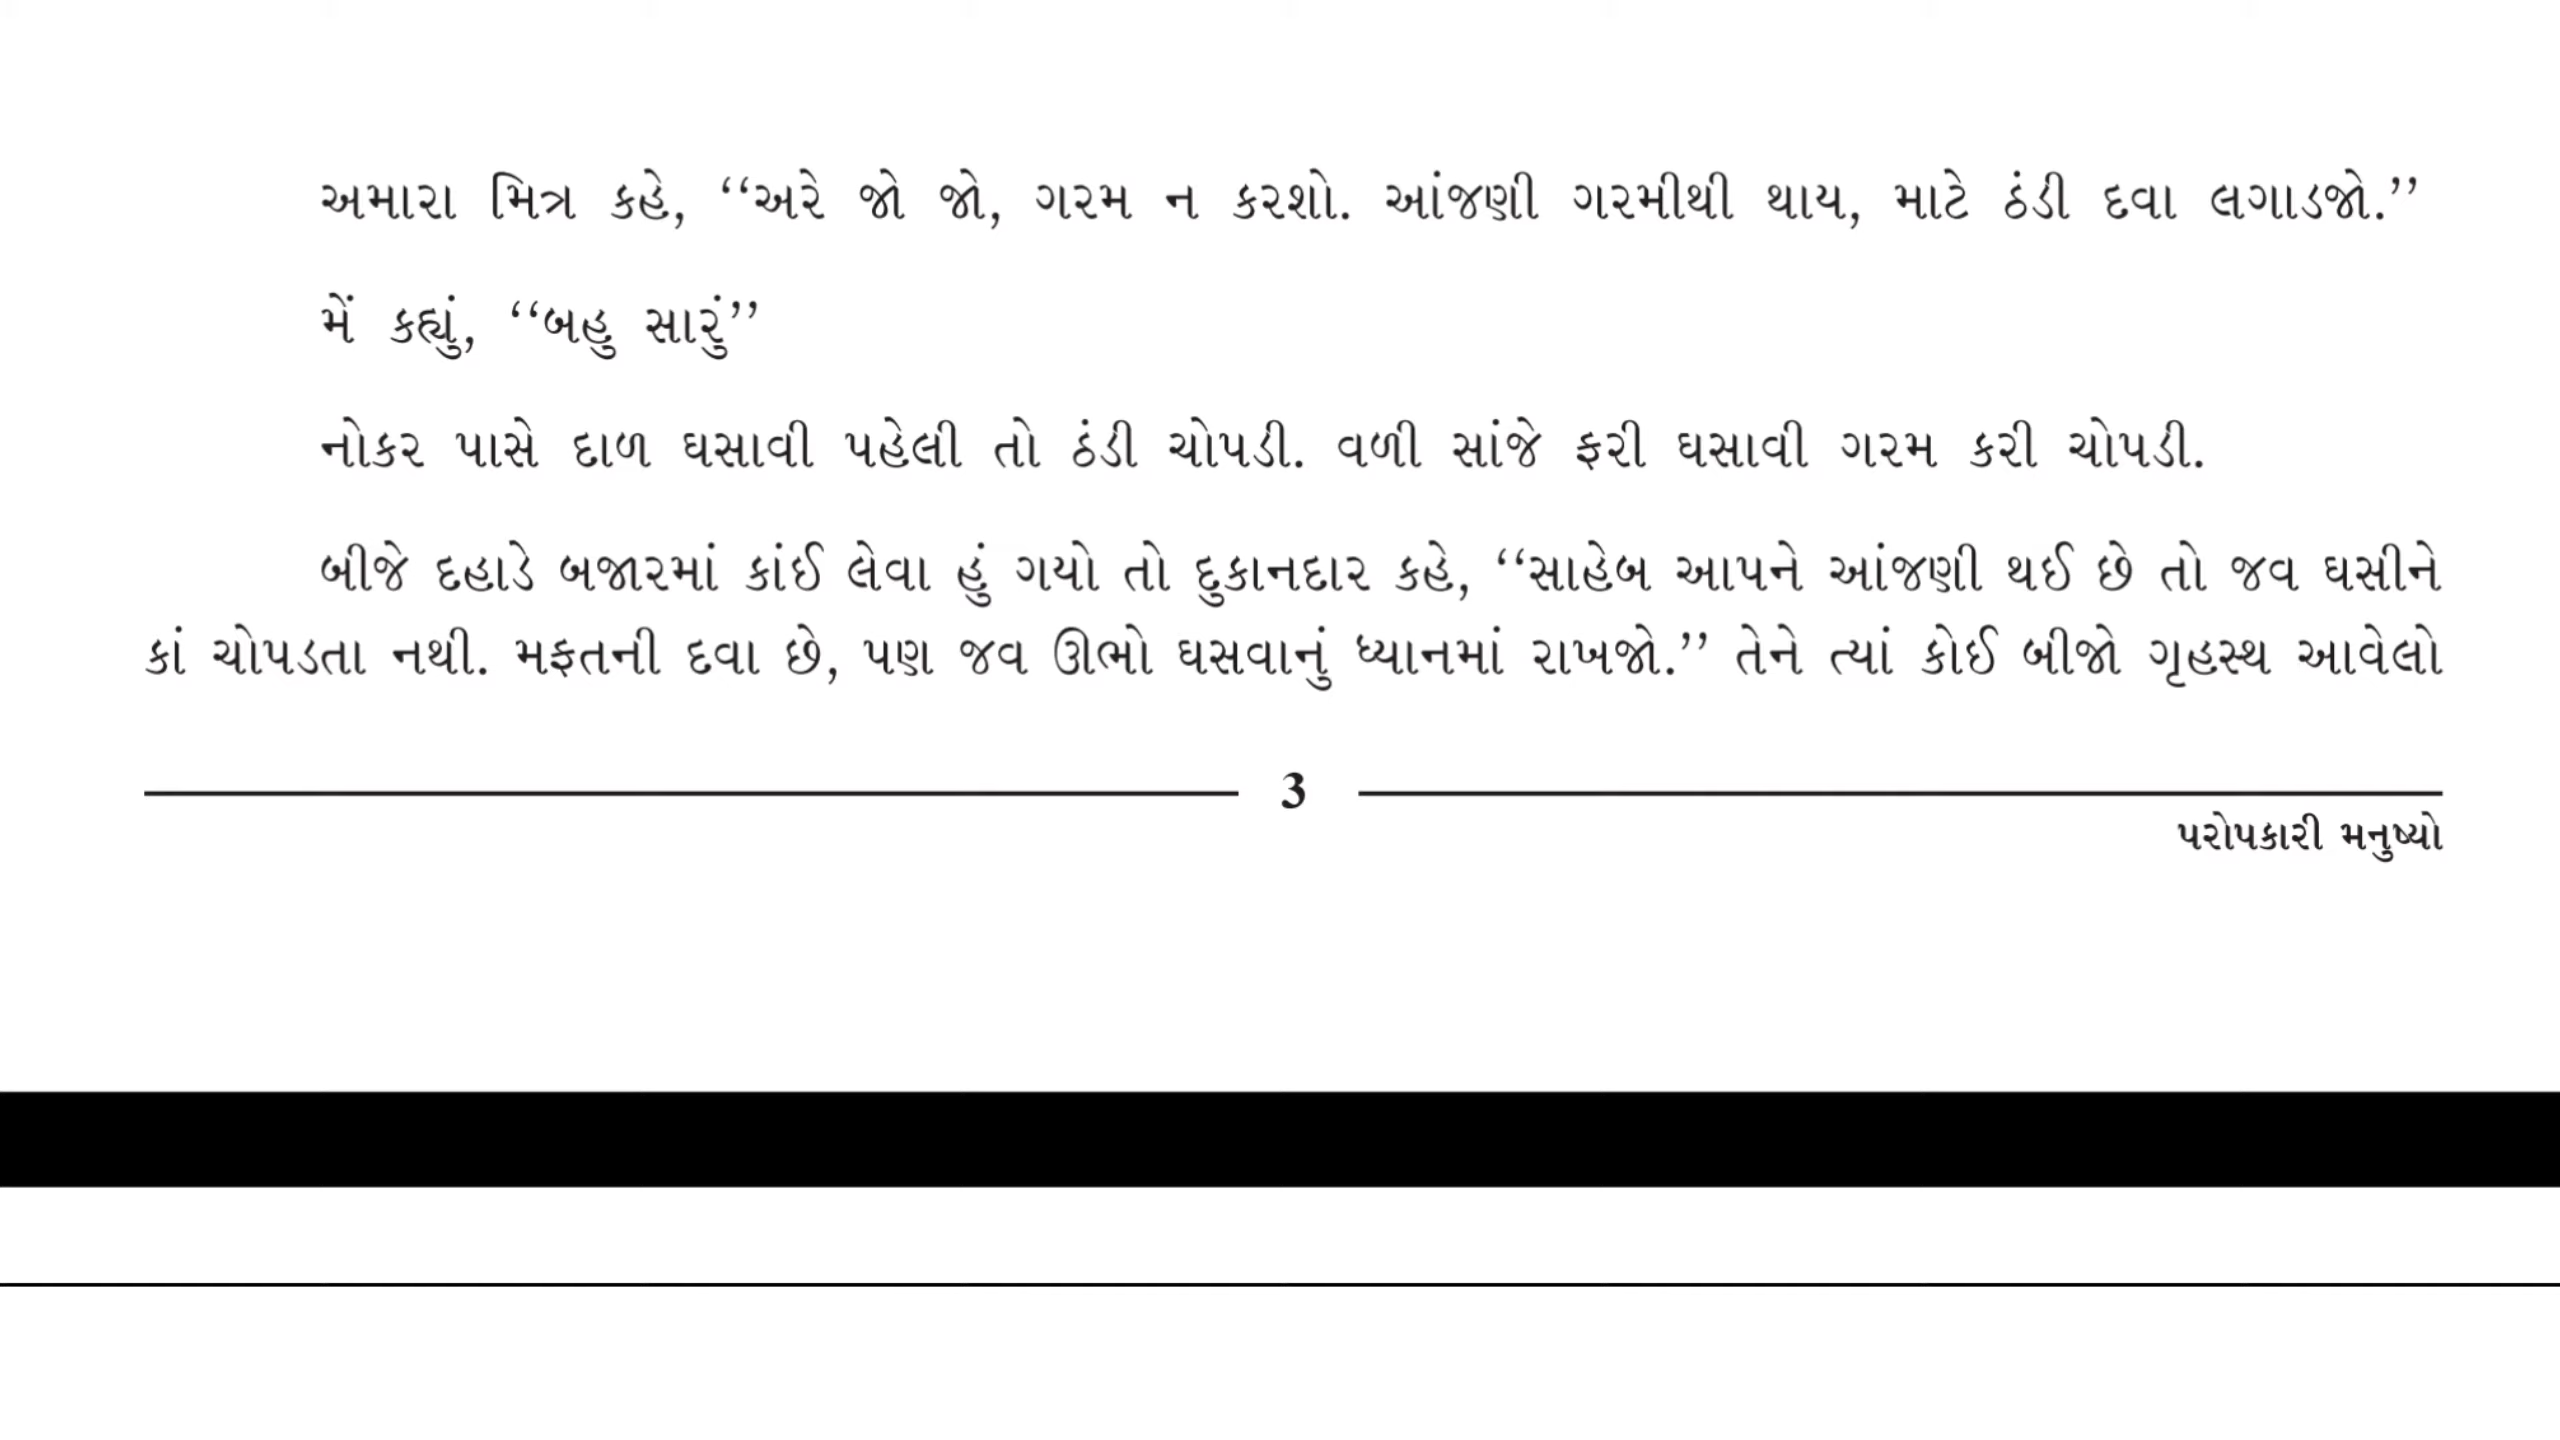 અમારા મિત્ર કહે, ‘‘અરે જો જો, ગરમ ન કરશો. આંજણી ગરમીથી થાય, માટે ઠંડી દવા લગાડજો.’’
મેં કહ્યું, ‘‘બહુ સારું’’
નોકર પાસે દાળ ઘસાવી પહેલી તો ઠંડી ચોપડી. વળી સાંજે ફરી ઘસાવી ગરમ કરી ચોપડી.
બીજે દહાડે બજારમાં કાંઈ લેવા હું ગયો તો દુકાનદાર કહે, ‘‘સાહેબ આપને આંજણી થઈ છે તો જવ ઘસીને
કાં ચોપડતા નથી. મફતની દવા છે, પણ જવ ઊભો ઘસવાનું ધ્યાનમાં રાખજો.’’ તેને ત્યાં કોઈ બીજો ગૃહસ્થ આવેલો
3
પરોપકારી મનુષ્યો